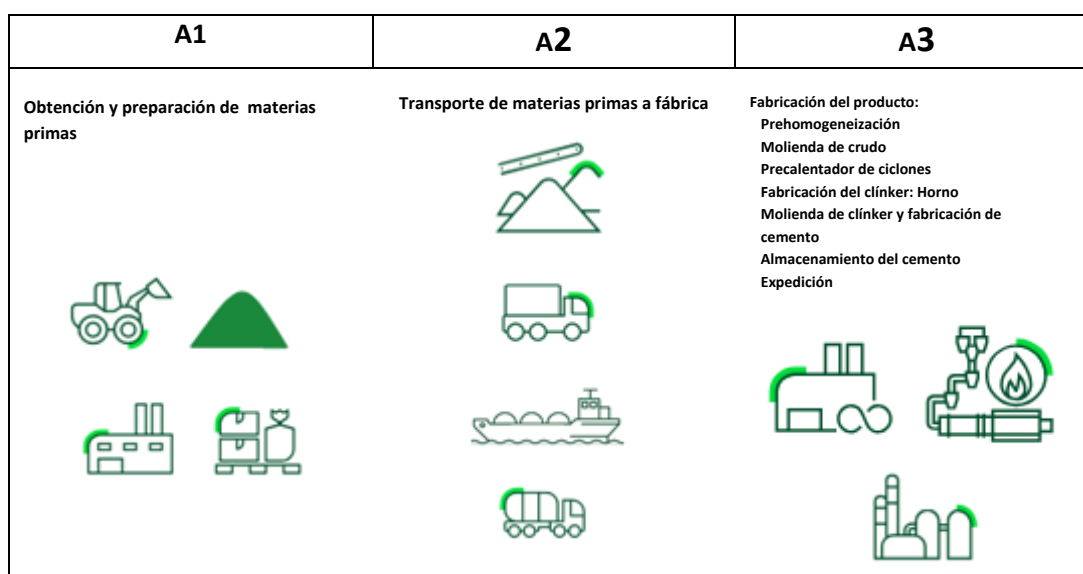 A1
A2
A3
Obtención y preparación de materias
primas
Transporte de materias primas a fábrica
Fabricación del producto:
Prehomogeneización
Molienda de crudo
Precalentador de ciclones
Fabricación del clínker: Horno
Molienda de clínker y fabricación de
cemento
Almacenamiento del cemento
Expedición